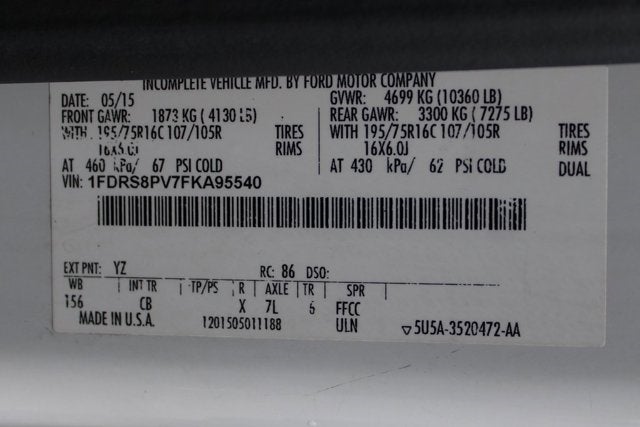 INCOMPLETE VEHICLE MFD. BY FORD MOTOR COMPANY
DATE: 05/15 GVWR: 4699 KG (10360 LB)
FRONT GAWR: 1873 KG ( 4130 LB) REAR GAWR: 3300 KG ( 7275 LB)
WITH 195/75R16C 107/105R TIRES WITH 195/75R16C 107/105R TIRES
16X6.0J RIMS 16X6.0J RIMS
AT 460 kPa/ 67 PSI COLD AT 430 kPa/ 62 PSI COLD DUAL
VIN: 1FDRS8PV7FKA95540
EXT PNT: YZ RC: 86 DSO:
WB INT TR TP/PS R AXLE TR SPR
156 CB X 7L 6 FFCC
MADE IN U.S.A. 1201505011188 ULN ▽5U5A-3520472-AA